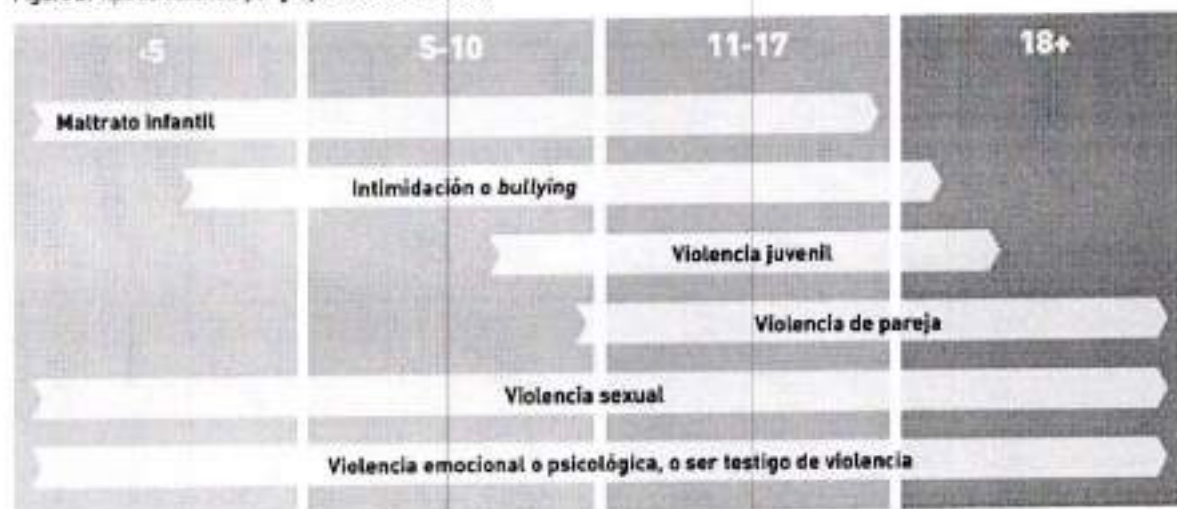 <5
5-10
11-17
18+
Maltrato infantil
Intimidación o bullying
Violencia juvenil
Violencia de pareja
Violencia sexual
Violencia emocional o psicológica, o ser testigo de violencia